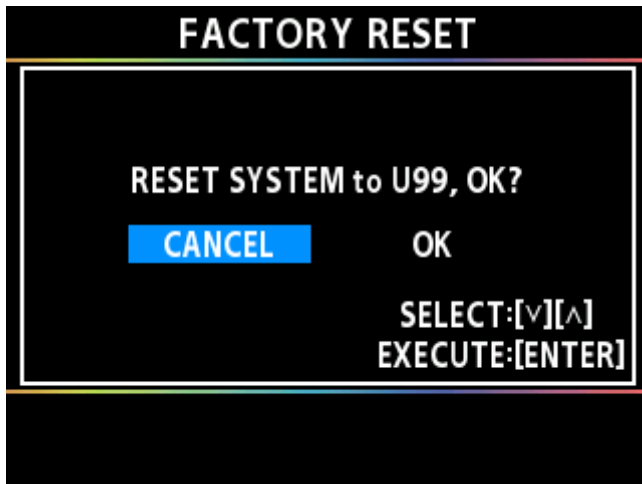 FACTORY RESET
RESET SYSTEM to U99, OK?
CANCEL OK
SELECT:[∨][∧]
EXECUTE:[ENTER]